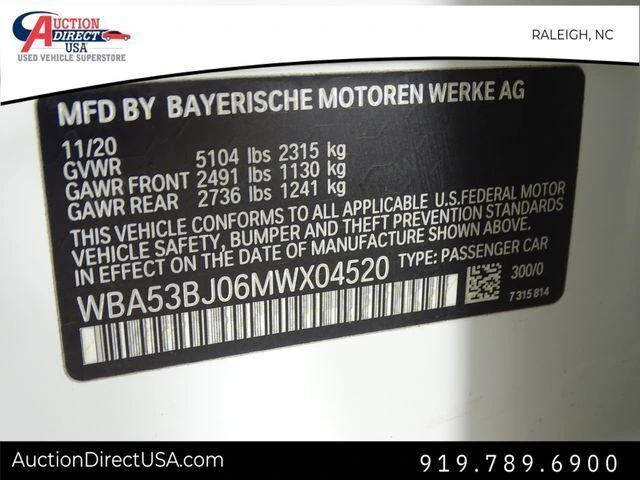 AUCTION
DIRECT
USA
USED VEHICLE SUPERSTORE
RALEIGH, NC
MFD BY BAYERISCHE MOTOREN WERKE AG
11/20
GVWR 5104 lbs 2315 kg
GAWR FRONT 2491 lbs 1130 kg
GAWR REAR 2736 lbs 1241 kg
THIS VEHICLE CONFORMS TO ALL APPLICABLE U.S.FEDERAL MOTOR
VEHICLE SAFETY, BUMPER AND THEFT PREVENTION STANDARDS
IN EFFECT ON THE DATE OF MANUFACTURE SHOWN ABOVE.
WBA53BJ06MWX04520 TYPE: PASSENGER CAR
300/0
7315814
AuctionDirectUSA.com
919.789.6900